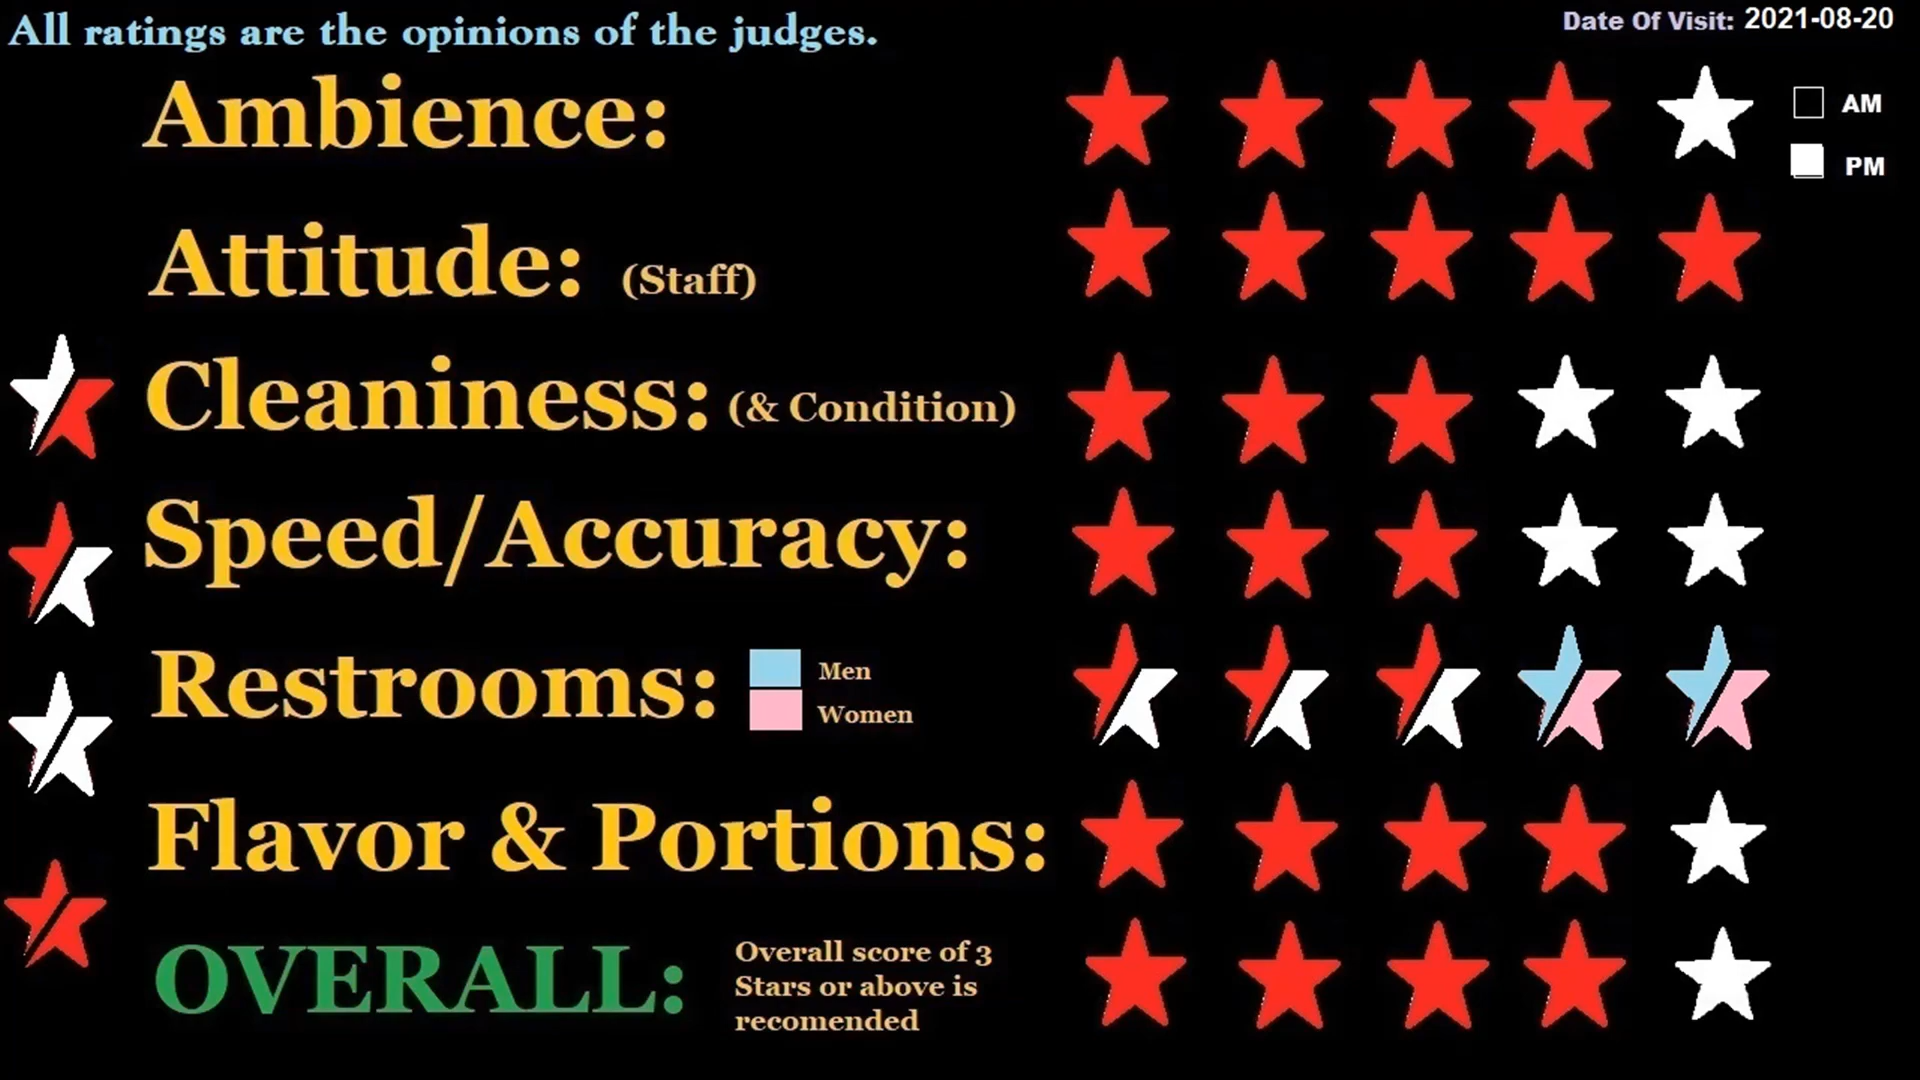 All ratings are the opinions of the judges.
Date Of Visit: 2021-08-20
Ambience:
AM
PM
Attitude: (Staff)
Cleaniness: (& Condition)
Speed/Accuracy:
Restrooms:
Men
Women
Flavor & Portions:
OVERALL:
Overall score of 3
Stars or above is
recomended